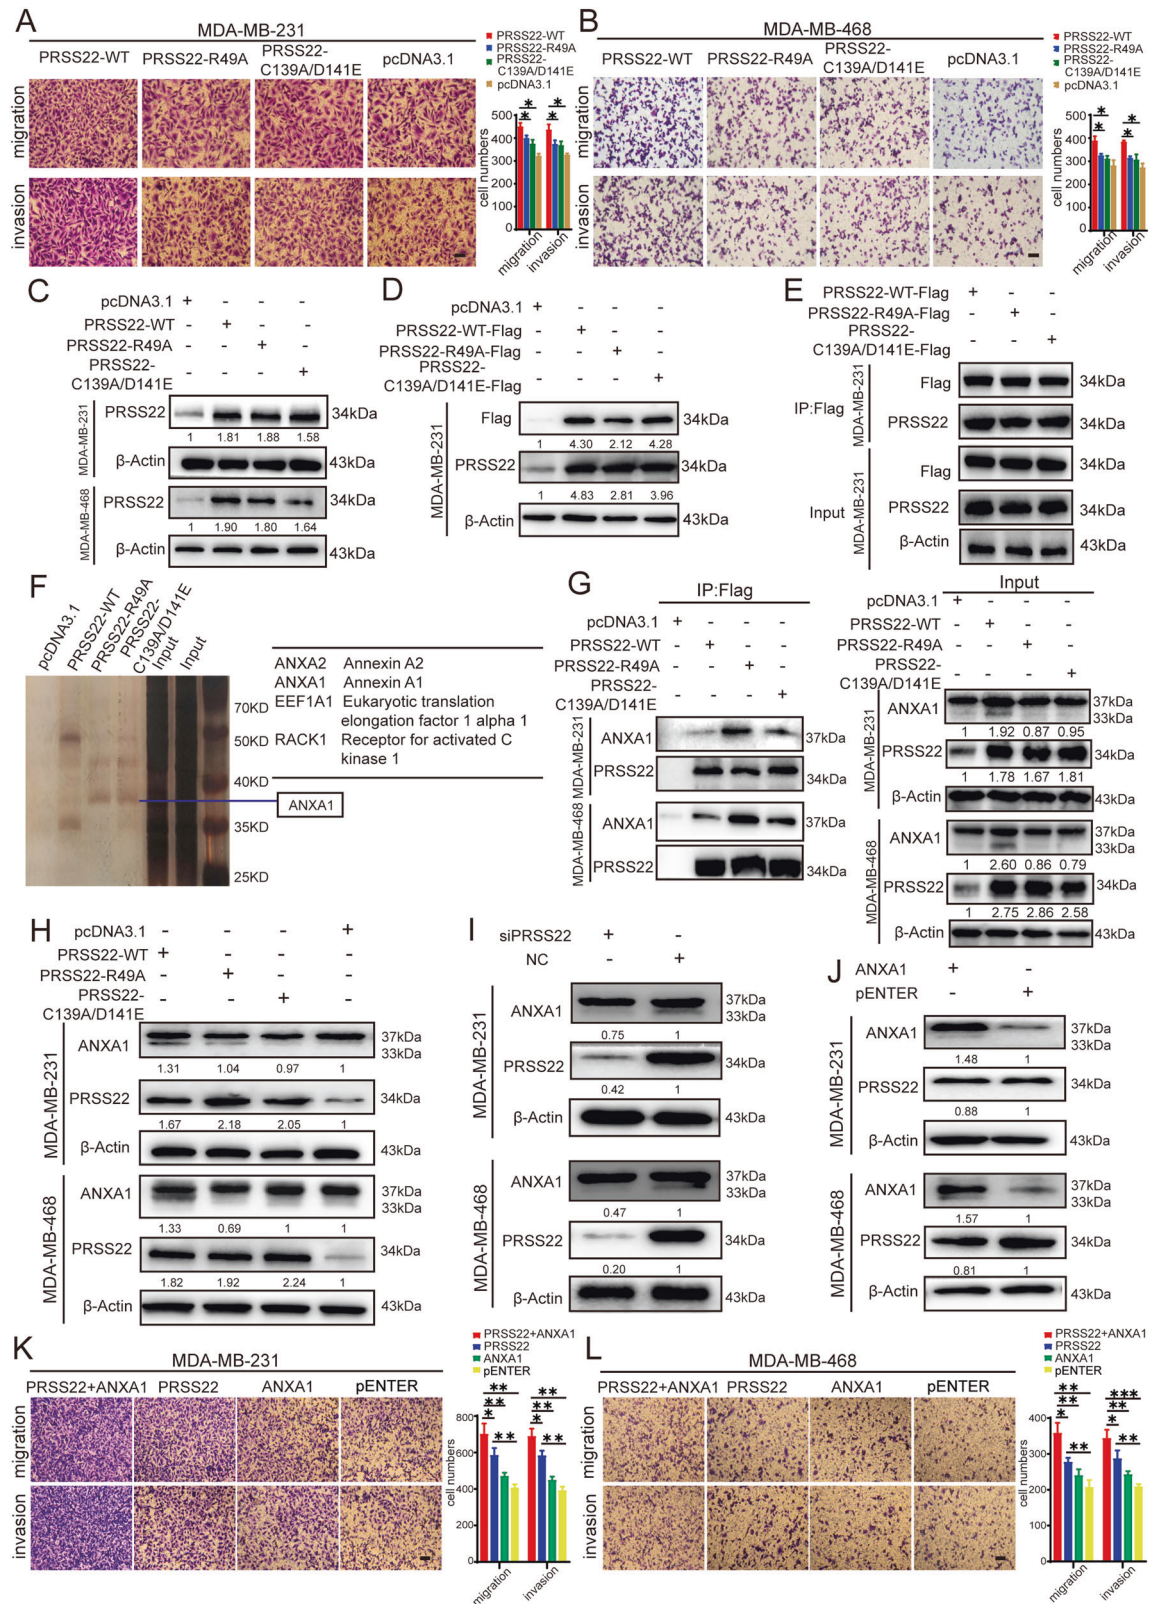 A
MDA-MB-231
PRSS22-WT PRSS22-R49A PRSS22-C139A/D141E pcDNA3.1
migration
invasion
PRSS22-WT
PRSS22-R49A
PRSS22-
C139A/D141E
pcDNA3.1
* *
* *
cell numbers
500
400
300
200
100
0
migration
invasion
B
MDA-MB-468
PRSS22-WT PRSS22-R49A PRSS22-C139A/D141E pcDNA3.1
migration
invasion
PRSS22-WT
PRSS22-R49A
PRSS22-
C139A/D141E
pcDNA3.1
* *
* *
cell numbers
500
400
300
200
100
0
migration
invasion
C
pcDNA3.1 + - - -
PRSS22-WT - + - -
PRSS22-R49A - - + -
PRSS22-
C139A/D141E - - - +
MDA-MB-231
PRSS22 34kDa
1 1.81 1.88 1.58
β-Actin 43kDa
MDA-MB-468
PRSS22 34kDa
1 1.90 1.80 1.64
β-Actin 43kDa
D
pcDNA3.1 + - - -
PRSS22-WT-Flag - + - -
PRSS22-R49A-Flag - - + -
PRSS22-
C139A/D141E-Flag - - - +
MDA-MB-231
Flag 34kDa
1 4.30 2.12 4.28
PRSS22 34kDa
1 4.83 2.81 3.96
β-Actin 43kDa
E
PRSS22-WT-Flag + - -
PRSS22-R49A-Flag - + -
PRSS22-
C139A/D141E-Flag - - +
IP:Flag
MDA-MB-231
Flag 34kDa
PRSS22 34kDa
Input
MDA-MB-231
Flag 34kDa
PRSS22 34kDa
β-Actin 43kDa
F
pcDNA3.1
PRSS22-WT
PRSS22-R49A
PRSS22-
C139A/D141E
Input
Input
70KD
50KD
40KD
35KD
25KD
ANXA1
ANXA2 Annexin A2
ANXA1 Annexin A1
EEF1A1 Eukaryotic translation
elongation factor 1 alpha 1
RACK1 Receptor for activated C
kinase 1
G
IP:Flag
pcDNA3.1 + - - -
PRSS22-WT - + - -
PRSS22-R49A - - + -
PRSS22-
C139A/D141E - - - +
MDA-MB-231
ANXA1 37kDa
PRSS22 34kDa
MDA-MB-468
ANXA1 37kDa
PRSS22 34kDa
Input
pcDNA3.1 + - - -
PRSS22-WT - + - -
PRSS22-R49A - - + -
PRSS22-
C139A/D141E - - - +
MDA-MB-231
ANXA1 37kDa
33kDa
1 1.92 0.87 0.95
PRSS22 34kDa
1 1.78 1.67 1.81
β-Actin 43kDa
MDA-MB-468
ANXA1 37kDa
33kDa
1 2.60 0.86 0.79
PRSS22 34kDa
1 2.75 2.86 2.58
β-Actin 43kDa
H
pcDNA3.1 - - - +
PRSS22-WT + - - -
PRSS22-R49A - + - -
PRSS22-
C139A/D141E - - + -
MDA-MB-231
ANXA1 37kDa
33kDa
1.31 1.04 0.97 1
PRSS22 34kDa
1.67 2.18 2.05 1
β-Actin 43kDa
MDA-MB-468
ANXA1 37kDa
33kDa
1.33 0.69 1 1
PRSS22 34kDa
1.82 1.92 2.24 1
β-Actin 43kDa
I
siPRSS22 + -
NC - +
MDA-MB-231
ANXA1 37kDa
33kDa
0.75 1
PRSS22 34kDa
0.42 1
β-Actin 43kDa
MDA-MB-468
ANXA1 37kDa
33kDa
0.47 1
PRSS22 34kDa
0.20 1
β-Actin 43kDa
J
ANXA1 + -
pENTER - +
MDA-MB-231
ANXA1 37kDa
33kDa
1.48 1
PRSS22 34kDa
0.88 1
β-Actin 43kDa
MDA-MB-468
ANXA1 37kDa
33kDa
1.57 1
PRSS22 34kDa
0.81 1
β-Actin 43kDa
K
MDA-MB-231
PRSS22+ANXA1 PRSS22 ANXA1 pENTER
migration
invasion
PRSS22+ANXA1
PRSS22
ANXA1
pENTER
** **
** **
* *
** **
cell numbers
800
600
400
200
0
migration
invasion
L
MDA-MB-468
PRSS22+ANXA1 PRSS22 ANXA1 pENTER
migration
invasion
PRSS22+ANXA1
PRSS22
ANXA1
pENTER
** ***
** **
* *
** **
cell numbers
400
300
200
100
0
migration
invasion